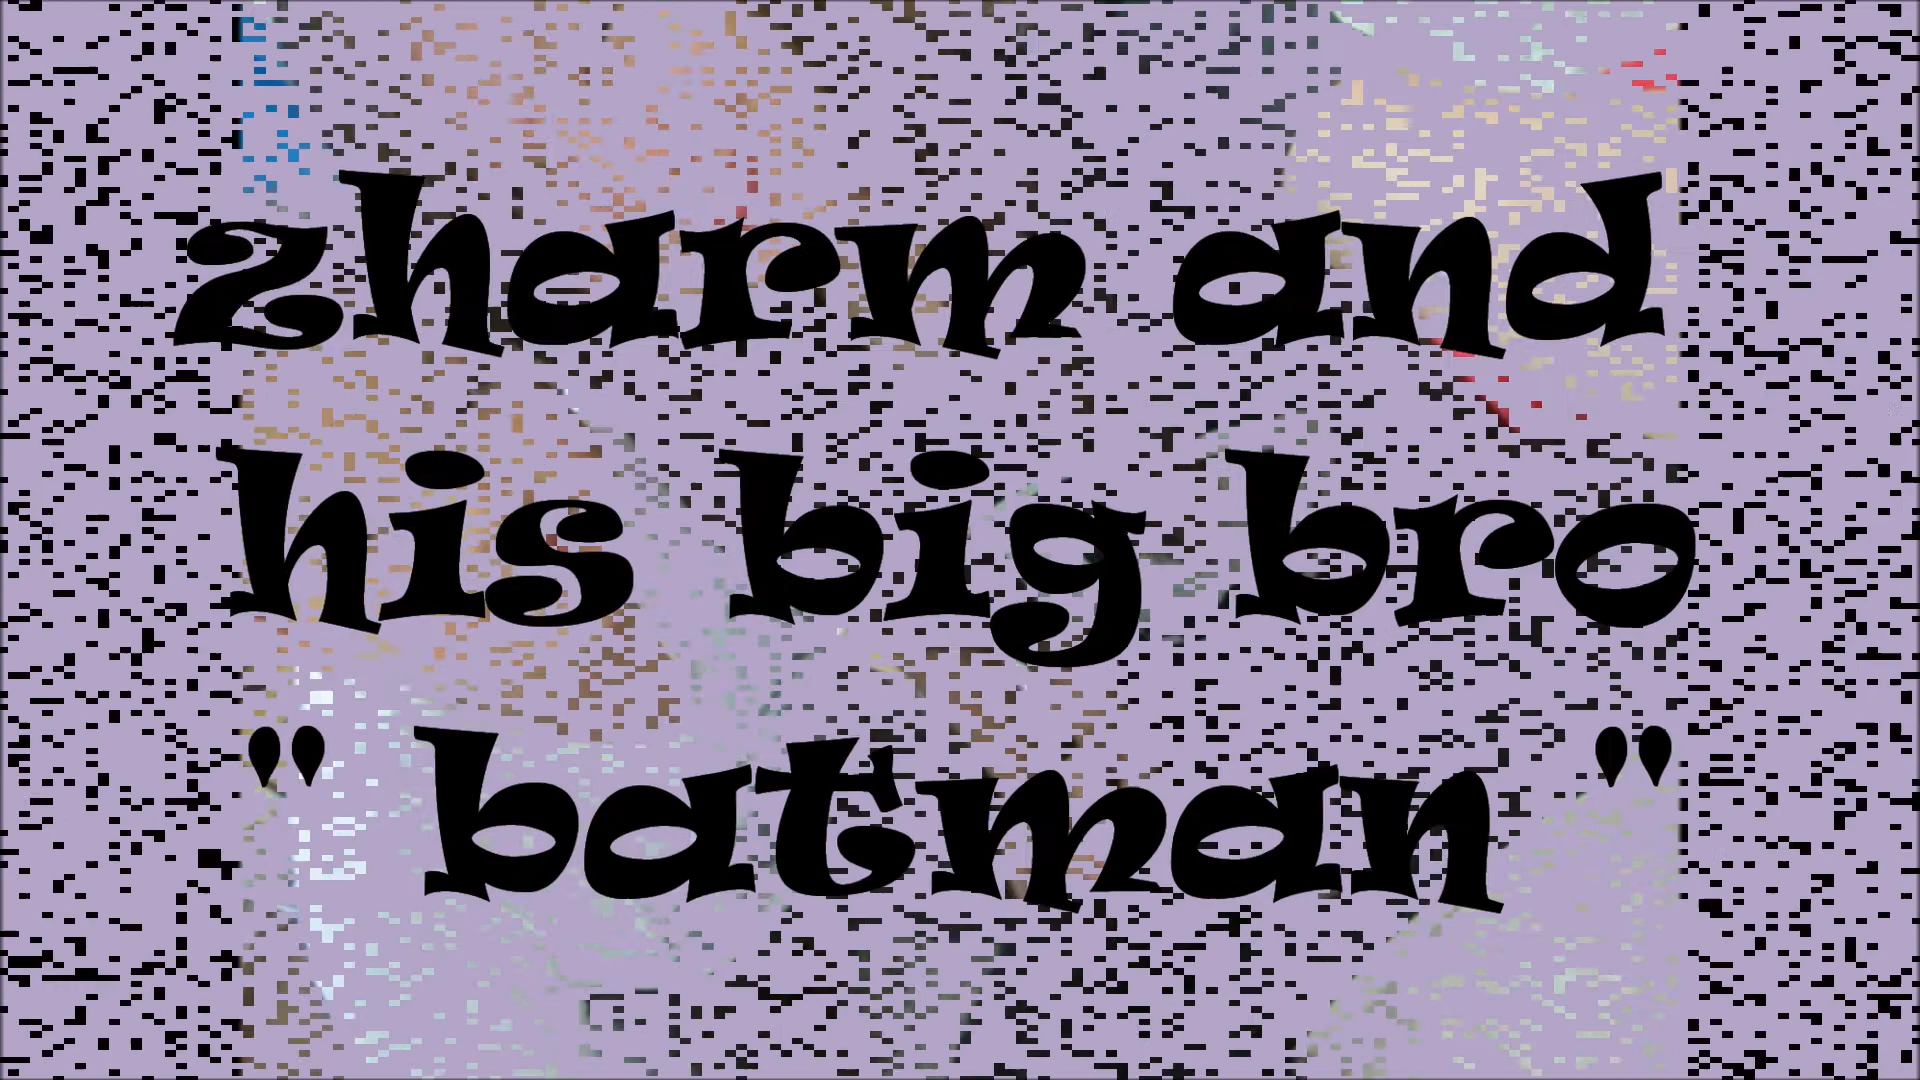 zharm and
his big bro
" batman "